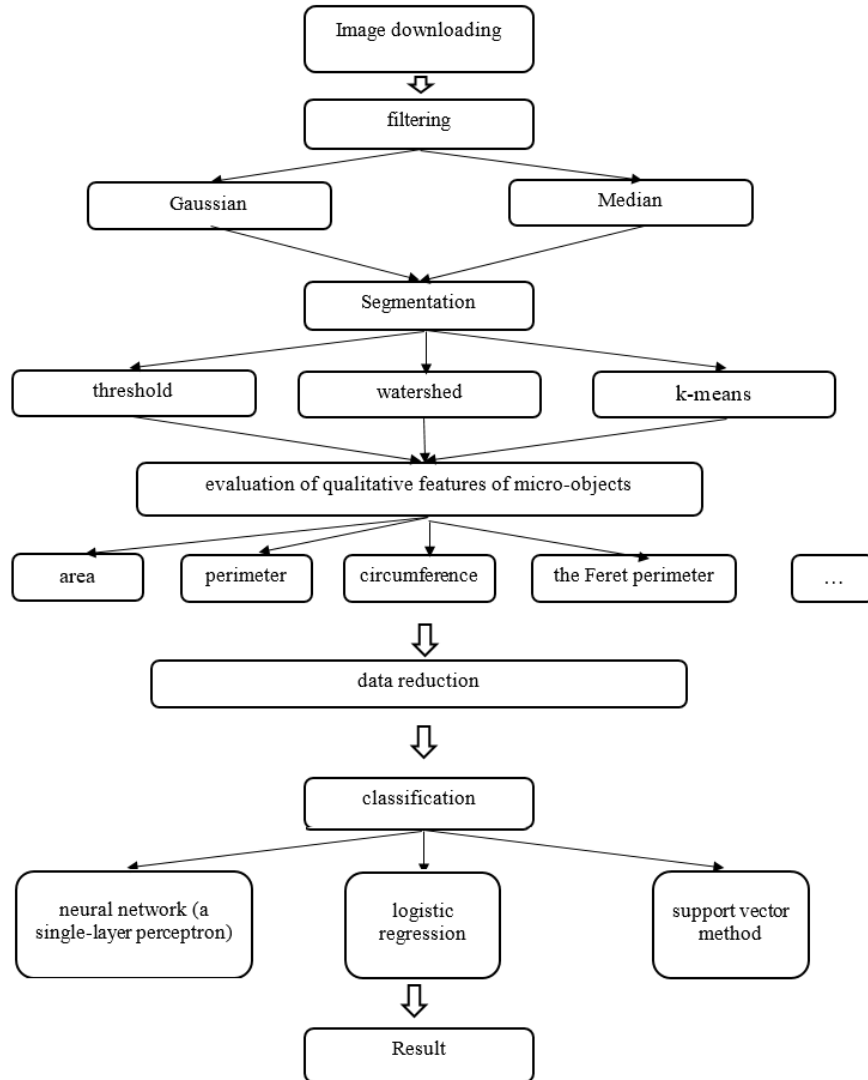 Image downloading
filtering
Gaussian
Median
Segmentation
threshold
watershed
k-means
evaluation of qualitative features of micro-objects
area
perimeter
circumference
the Feret perimeter
...
data reduction
classification
neural network (a
single-layer perceptron)
logistic
regression
support vector
method
Result